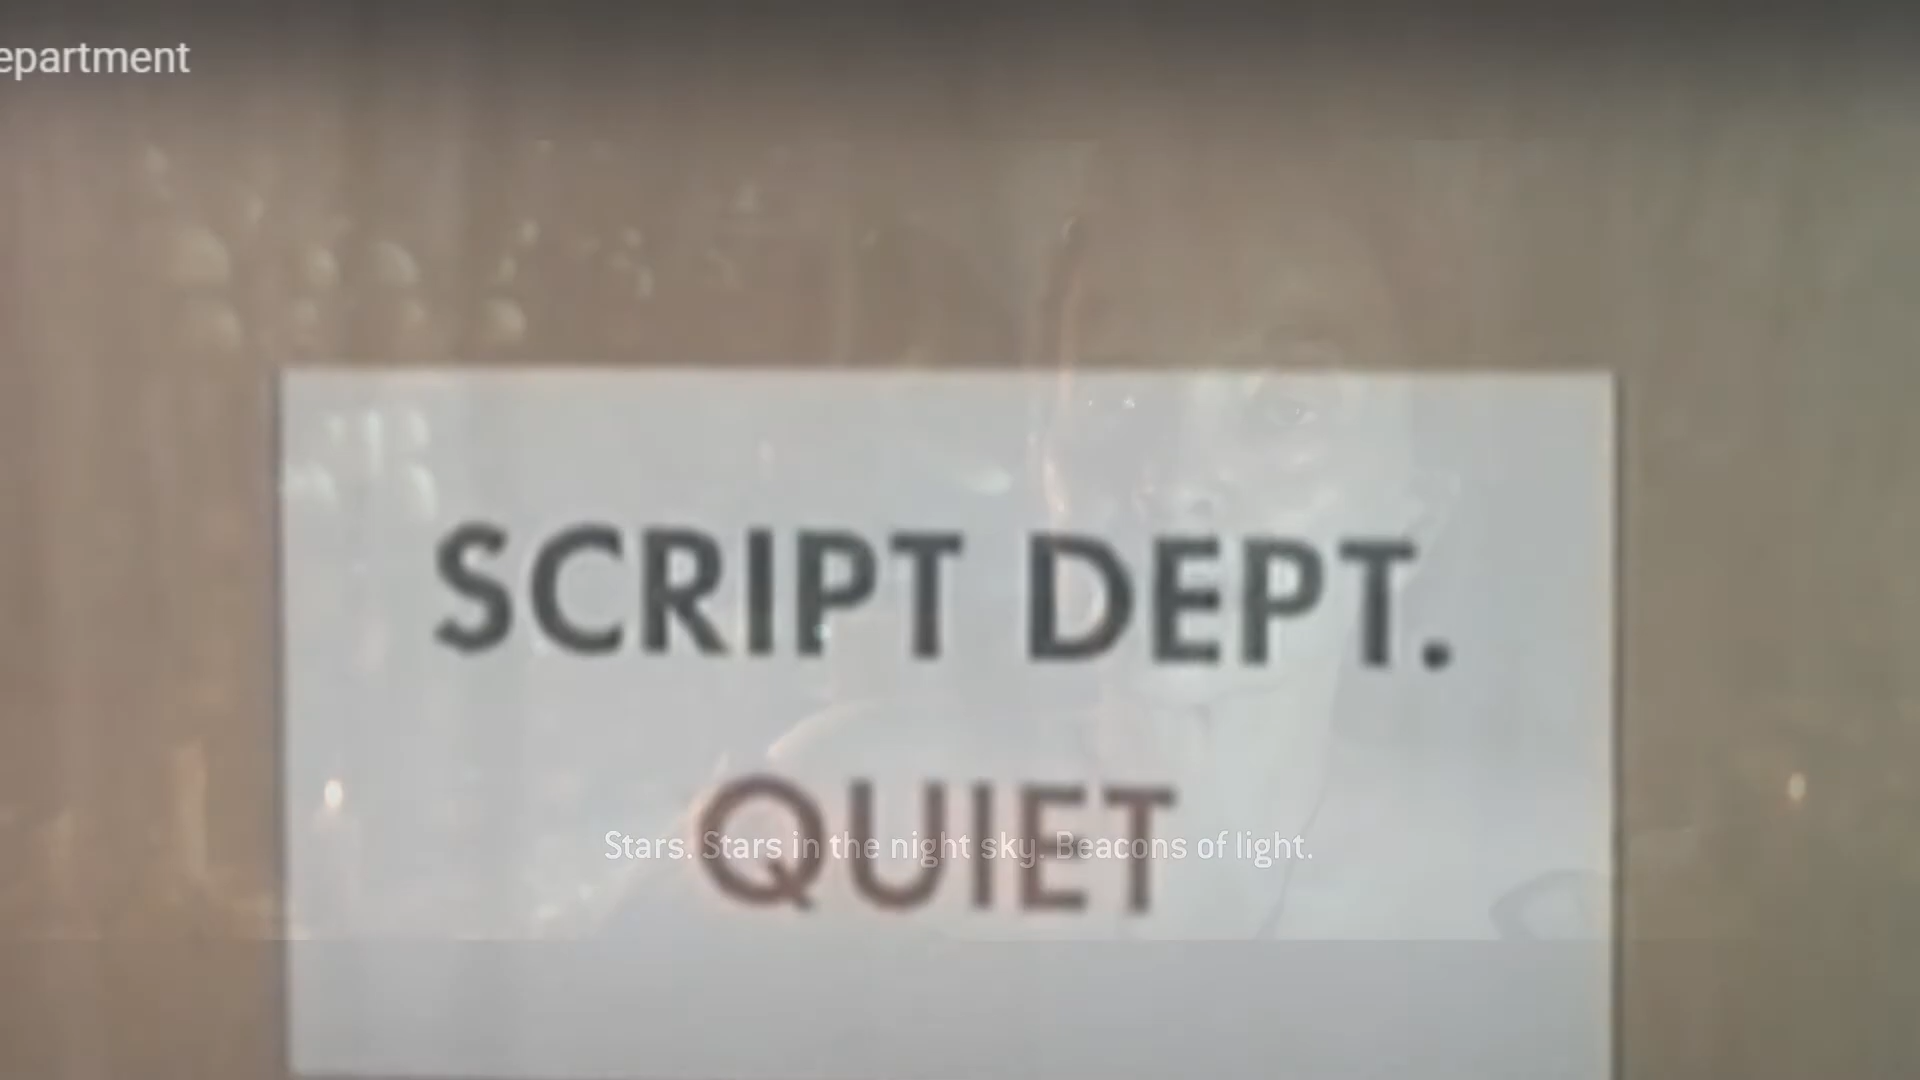 epartment
SCRIPT DEPT.
QUIET
Stars. Stars in the night sky. Beacons of light.